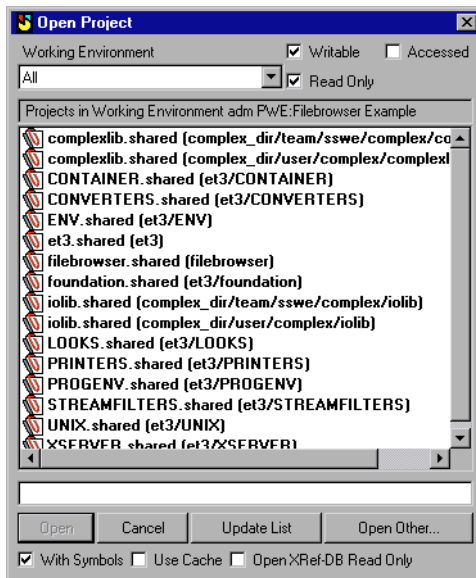 Open Project
Working Environment
Writable
Accessed
All
Read Only
Projects in Working Environment adm PWE:Filebrowser Example
complexlib.shared (complex_dir/team/sswe/complex/co
complexlib.shared (complex_dir/user/complex/complexl
CONTAINER.shared (et3/CONTAINER)
CONVERTERS.shared (et3/CONVERTERS)
ENV.shared (et3/ENV)
et3.shared (et3)
filebrowser.shared (filebrowser)
foundation.shared (et3/foundation)
iolib.shared (complex_dir/team/sswe/complex/iolib)
iolib.shared (complex_dir/user/complex/iolib)
LOOKS.shared (et3/LOOKS)
PRINTERS.shared (et3/PRINTERS)
PROGENV.shared (et3/PROGENV)
STREAMFILTERS.shared (et3/STREAMFILTERS)
UNIX.shared (et3/UNIX)
XSERVER.shared (et3/XSERVER)
Open
Cancel
Update List
Open Other...
With Symbols
Use Cache
Open XRef-DB Read Only